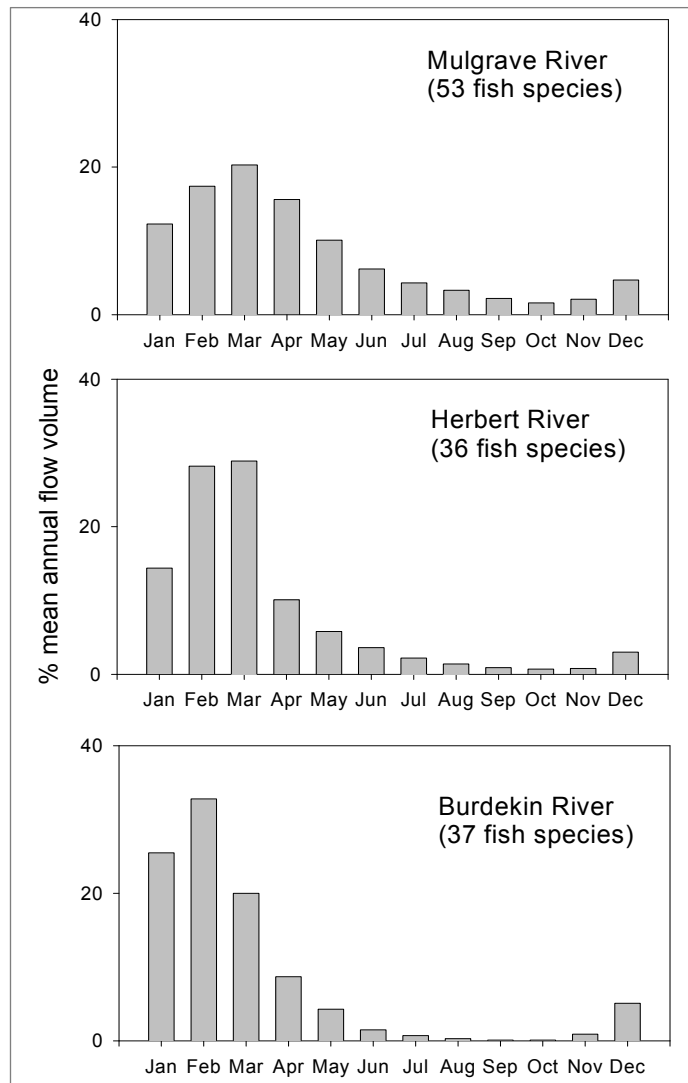 % mean annual flow volume
40
20
0
Mulgrave River
(53 fish species)
Jan Feb Mar Apr May Jun Jul Aug Sep Oct Nov Dec
40
20
0
Herbert River
(36 fish species)
Jan Feb Mar Apr May Jun Jul Aug Sep Oct Nov Dec
40
20
0
Burdekin River
(37 fish species)
Jan Feb Mar Apr May Jun Jul Aug Sep Oct Nov Dec